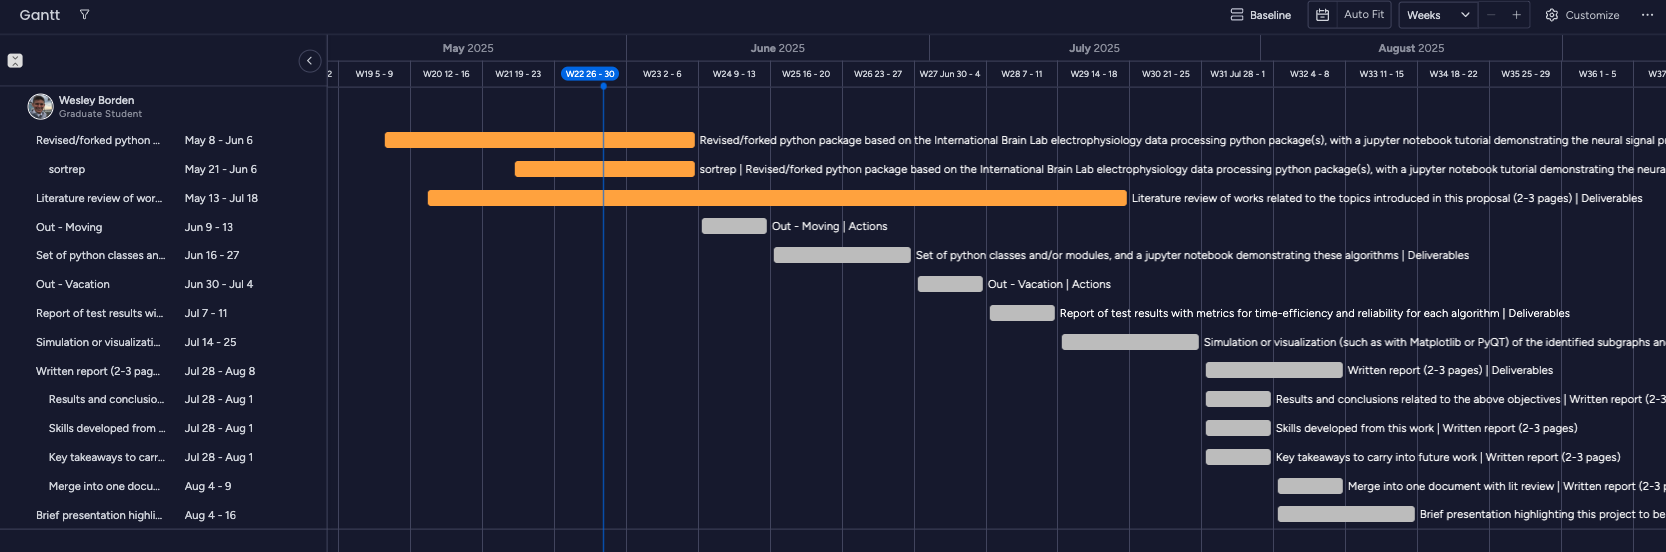 Gantt
Baseline
Auto Fit
Weeks
Customize
May 2025
June 2025
July 2025
August 2025
2
W19 5 - 9
W20 12 - 16
W21 19 - 23
W22 26 - 30
W23 2 - 6
W24 9 - 13
W25 16 - 20
W26 23 - 27
W27 Jun 30 - 4
W28 7 - 11
W29 14 - 18
W30 21 - 25
W31 Jul 28 - 1
W32 4 - 8
W33 11 - 15
W34 18 - 22
W35 25 - 29
W36 1 - 5
W37
Wesley Borden
Graduate Student
Revised/forked python ... May 8 - Jun 6 Revised/forked python package based on the International Brain Lab electrophysiology data processing python package(s), with a jupyter notebook tutorial demonstrating the neural signal pr
sortrep May 21 - Jun 6 sortrep | Revised/forked python package based on the International Brain Lab electrophysiology data processing python package(s), with a jupyter notebook tutorial demonstrating the neura
Literature review of wor... May 13 - Jul 18 Literature review of works related to the topics introduced in this proposal (2-3 pages) | Deliverables
Out - Moving Jun 9 - 13 Out - Moving | Actions
Set of python classes an... Jun 16 - 27 Set of python classes and/or modules, and a jupyter notebook demonstrating these algorithms | Deliverables
Out - Vacation Jun 30 - Jul 4 Out - Vacation | Actions
Report of test results wi... Jul 7 - 11 Report of test results with metrics for time-efficiency and reliability for each algorithm | Deliverables
Simulation or visualizati... Jul 14 - 25 Simulation or visualization (such as with Matplotlib or PyQT) of the identified subgraphs an
Written report (2-3 pag... Jul 28 - Aug 8 Written report (2-3 pages) | Deliverables
Results and conclusio... Jul 28 - Aug 1 Results and conclusions related to the above objectives | Written report (2-3
Skills developed from ... Jul 28 - Aug 1 Skills developed from this work | Written report (2-3 pages)
Key takeaways to carr... Jul 28 - Aug 1 Key takeaways to carry into future work | Written report (2-3 pages)
Merge into one docu... Aug 4 - 9 Merge into one document with lit review | Written report (2-3 p
Brief presentation highli... Aug 4 - 16 Brief presentation highlighting this project to be